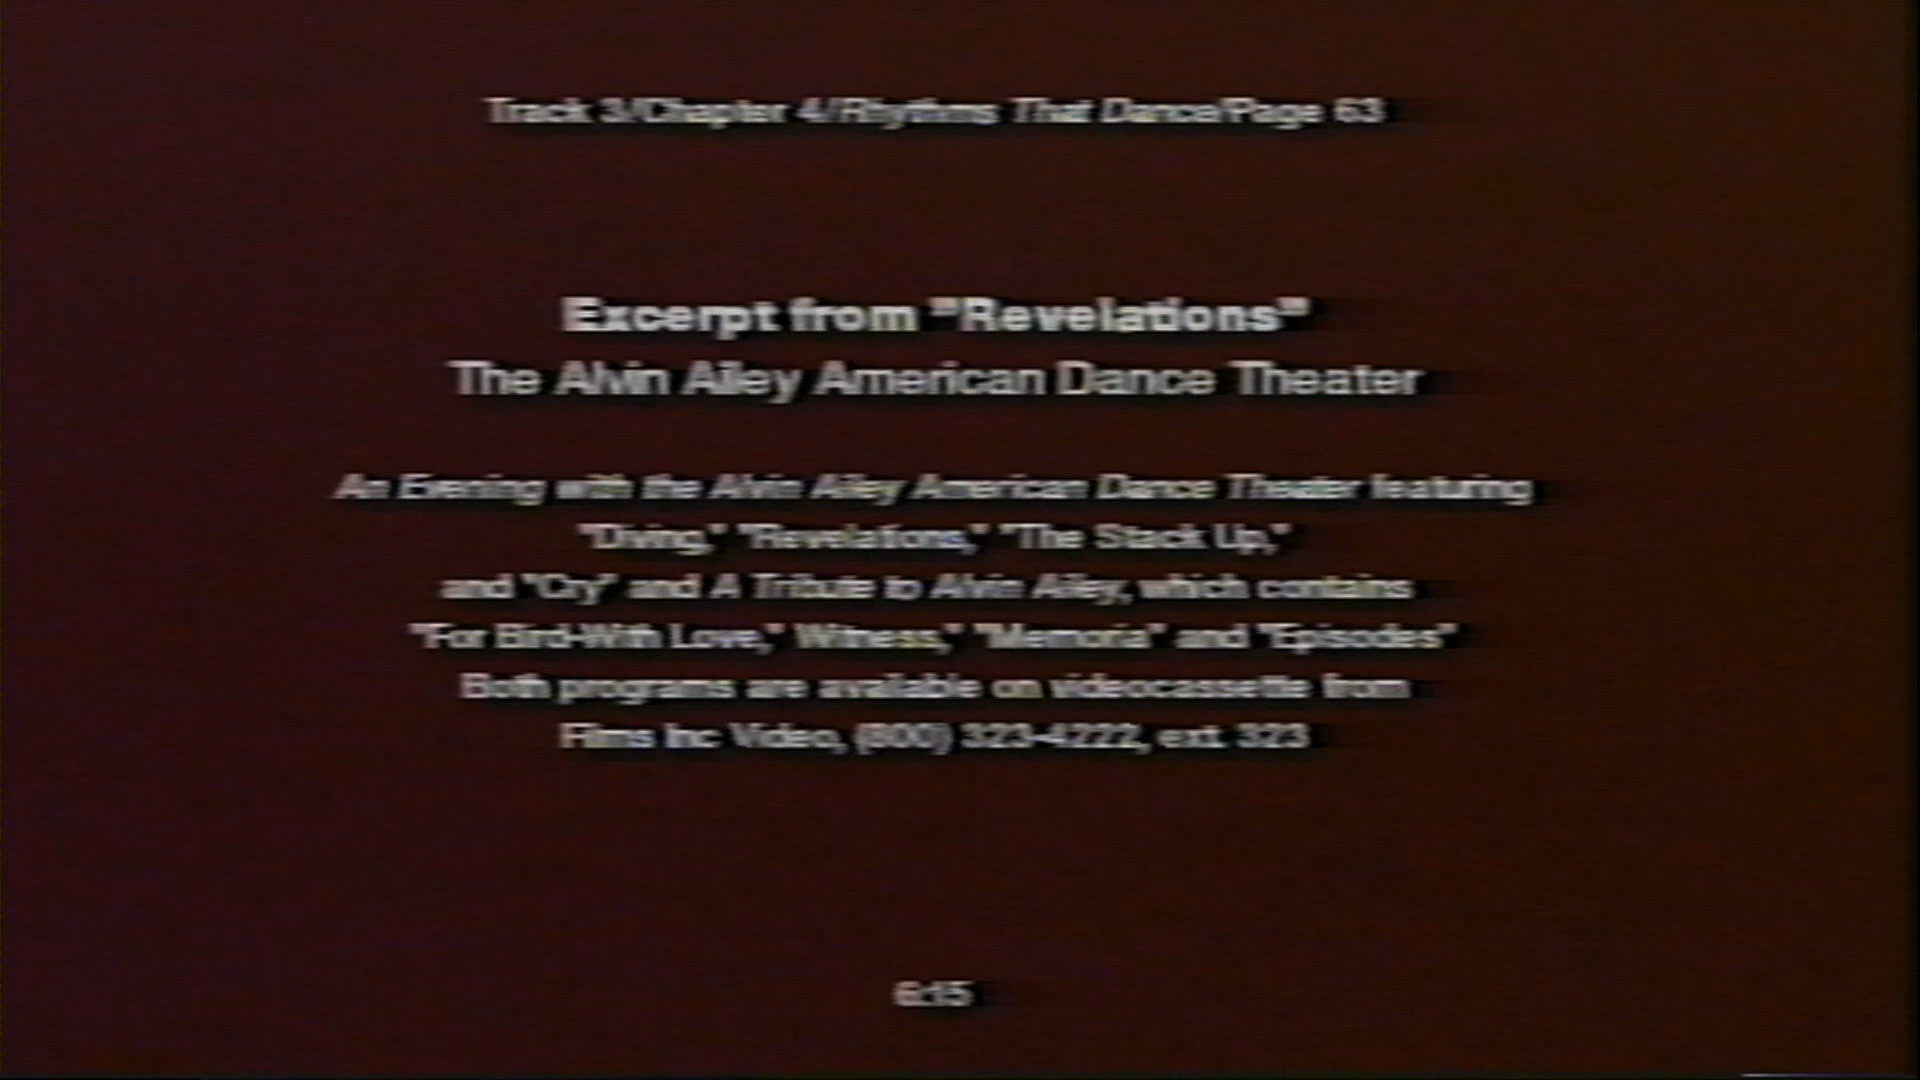 Track 3/Chapter 4/Rhythms That Dance/Page 63
Excerpt from "Revelations"
The Alvin Ailey American Dance Theater
An Evening with the Alvin Ailey American Dance Theater featuring
"Diving," "Revelations," "The Stack Up,"
and "Cry" and A Tribute to Alvin Ailey, which contains
"For Bird-With Love," Witness," "Memoria" and "Episodes"
Both programs are available on videocassette from
Films Inc Video, (800) 323-4222, ext. 323
6:15